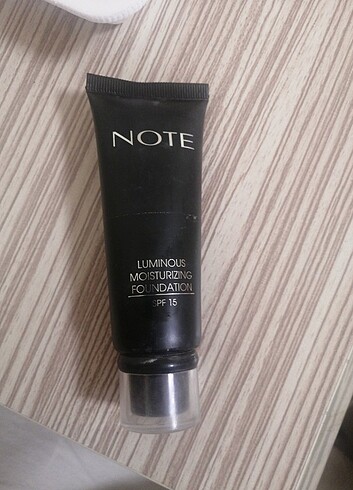 NOTE
LUMINOUS
MOISTURIZING
FOUNDATION
SPF 15